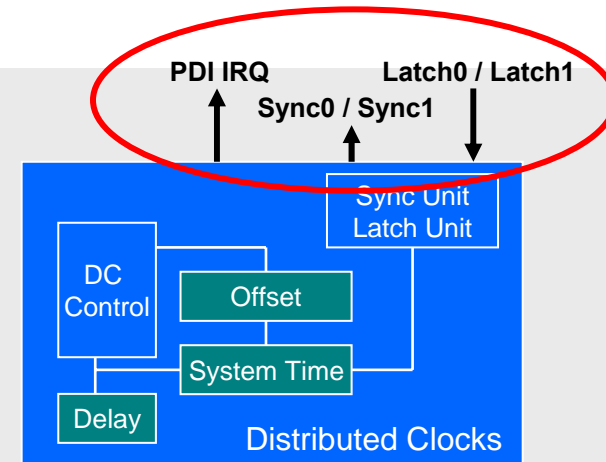 PDI IRQ
Latch0 / Latch1
Sync0 / Sync1
Sync Unit
Latch Unit
DC
Control
Offset
System Time
Delay
Distributed Clocks